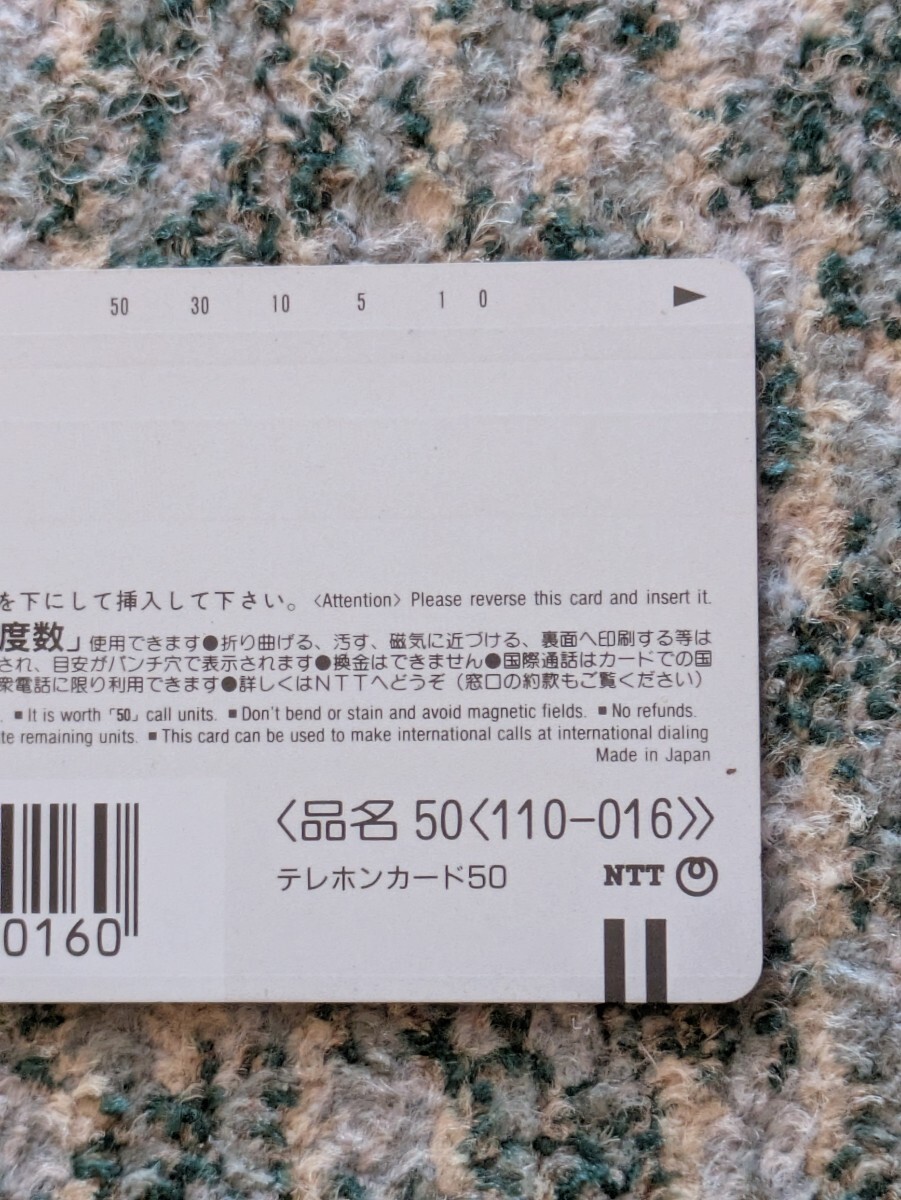 50 30 10 5 1 0 ▶
を下にして挿入して下さい。〈Attention〉 Please reverse this card and insert it.
度数」使用できます●折り曲げる、汚す、磁気に近づける、裏面へ印刷する等は
され、目安がパンチ穴で表示されます●換金はできません●国際通話はカードでの国
衆電話に限り利用できます●詳しくはNTTへどうぞ（窓口の約款もご覧ください）
. ■ It is worth「50」call units. ■ Don't bend or stain and avoid magnetic fields. ■ No refunds.
te remaining units. ■ This card can be used to make international calls at international dialing
Made in Japan
〈品名 50〈110-016〉〉
テレホンカード50 NTT
0160